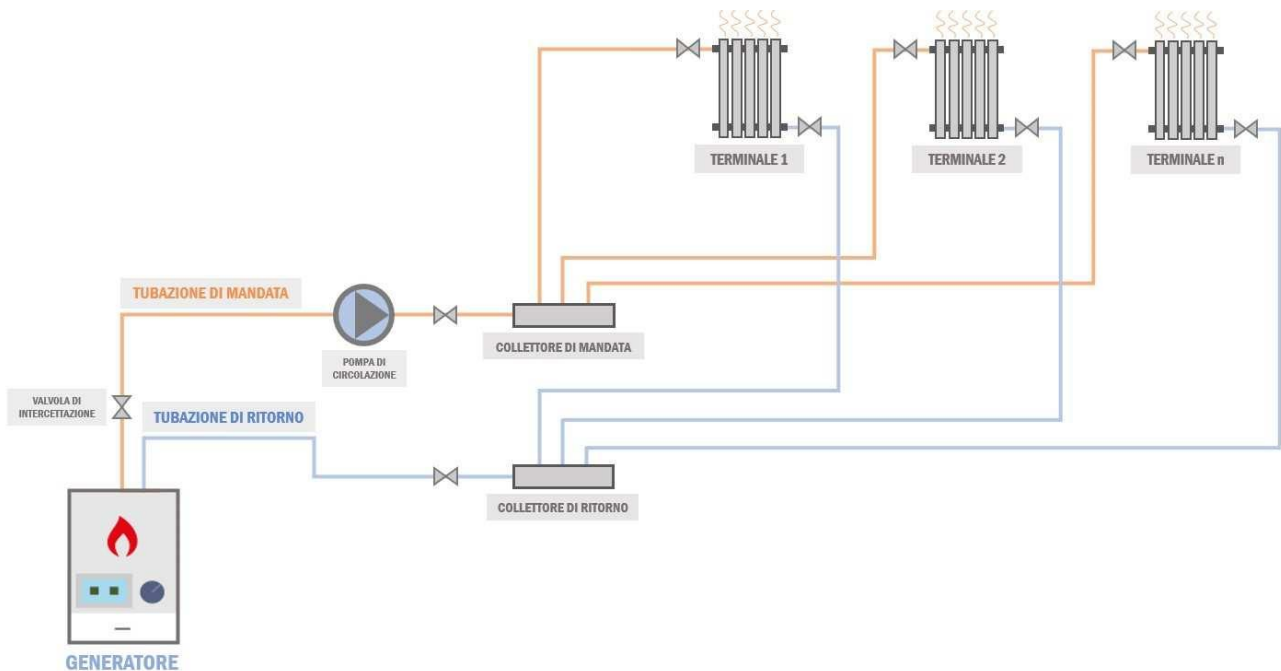 TERMINALE 1
TERMINALE 2
TERMINALE n
TUBAZIONE DI MANDATA
COLLETTORE DI MANDATA
POMPA DI
CIRCOLAZIONE
VALVOLA DI
INTERCETTAZIONE
TUBAZIONE DI RITORNO
COLLETTORE DI RITORNO
GENERATORE